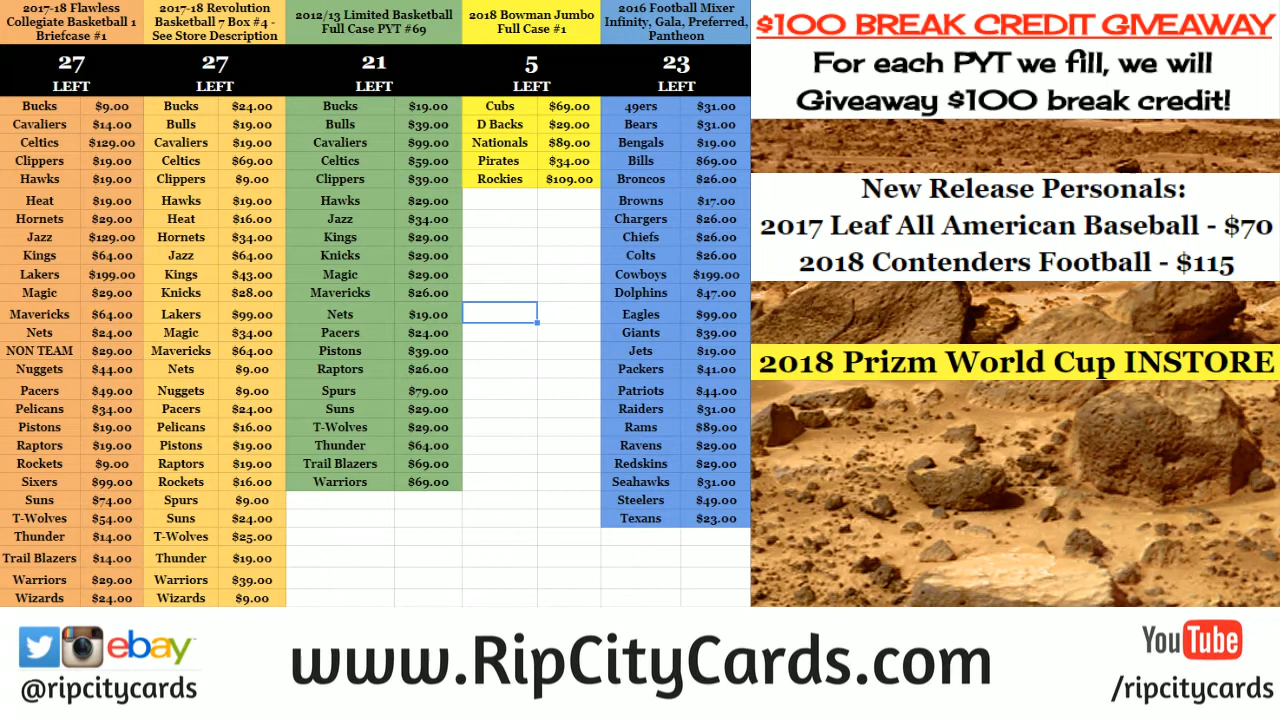 2017-18 Flawless
Collegiate Basketball 1
Briefcase #1
27
LEFT
Bucks $9.00
Cavaliers $14.00
Celtics $129.00
Clippers $19.00
Hawks $19.00
Heat $19.00
Hornets $29.00
Jazz $129.00
Kings $64.00
Lakers $199.00
Magic $29.00
Mavericks $64.00
Nets $24.00
NON TEAM $29.00
Nuggets $44.00
Pacers $49.00
Pelicans $34.00
Pistons $19.00
Raptors $19.00
Rockets $9.00
Sixers $99.00
Suns $74.00
T-Wolves $54.00
Thunder $14.00
Trail Blazers $14.00
Warriors $29.00
Wizards $24.00
2017-18 Revolution
Basketball 7 Box #4 -
See Store Description
27
LEFT
Bucks $24.00
Bulls $19.00
Cavaliers $19.00
Celtics $69.00
Clippers $9.00
Hawks $19.00
Heat $16.00
Hornets $34.00
Jazz $64.00
Kings $43.00
Knicks $28.00
Lakers $99.00
Magic $34.00
Mavericks $64.00
Nets $9.00
Nuggets $9.00
Pacers $24.00
Pelicans $16.00
Pistons $19.00
Raptors $19.00
Rockets $16.00
Spurs $9.00
Suns $24.00
T-Wolves $25.00
Thunder $19.00
Warriors $39.00
Wizards $9.00
2012/13 Limited Basketball
Full Case PYT #69
21
LEFT
Bucks $19.00
Bulls $39.00
Cavaliers $99.00
Celtics $59.00
Clippers $39.00
Hawks $29.00
Jazz $34.00
Kings $29.00
Knicks $29.00
Magic $29.00
Mavericks $26.00
Nets $19.00
Pacers $24.00
Pistons $39.00
Raptors $26.00
Spurs $79.00
Suns $29.00
T-Wolves $29.00
Thunder $64.00
Trail Blazers $69.00
Warriors $69.00
2018 Bowman Jumbo
Full Case #1
5
LEFT
Cubs $69.00
D Backs $29.00
Nationals $89.00
Pirates $34.00
Rockies $109.00
2016 Football Mixer
Infinity, Gala, Preferred,
Pantheon
23
LEFT
49ers $31.00
Bears $31.00
Bengals $19.00
Bills $69.00
Broncos $26.00
Browns $17.00
Chargers $26.00
Chiefs $26.00
Colts $26.00
Cowboys $199.00
Dolphins $47.00
Eagles $99.00
Giants $39.00
Jets $19.00
Packers $41.00
Patriots $44.00
Raiders $31.00
Rams $89.00
Ravens $29.00
Redskins $29.00
Seahawks $31.00
Steelers $49.00
Texans $23.00
$100 BREAK CREDIT GIVEAWAY
For each PYT we fill, we will
Giveaway $100 break credit!
New Release Personals:
2017 Leaf All American Baseball - $70
2018 Contenders Football - $115
2018 Prizm World Cup INSTORE
ebay
@ripcitycards
www.RipCityCards.com
YouTube
/ripcitycards